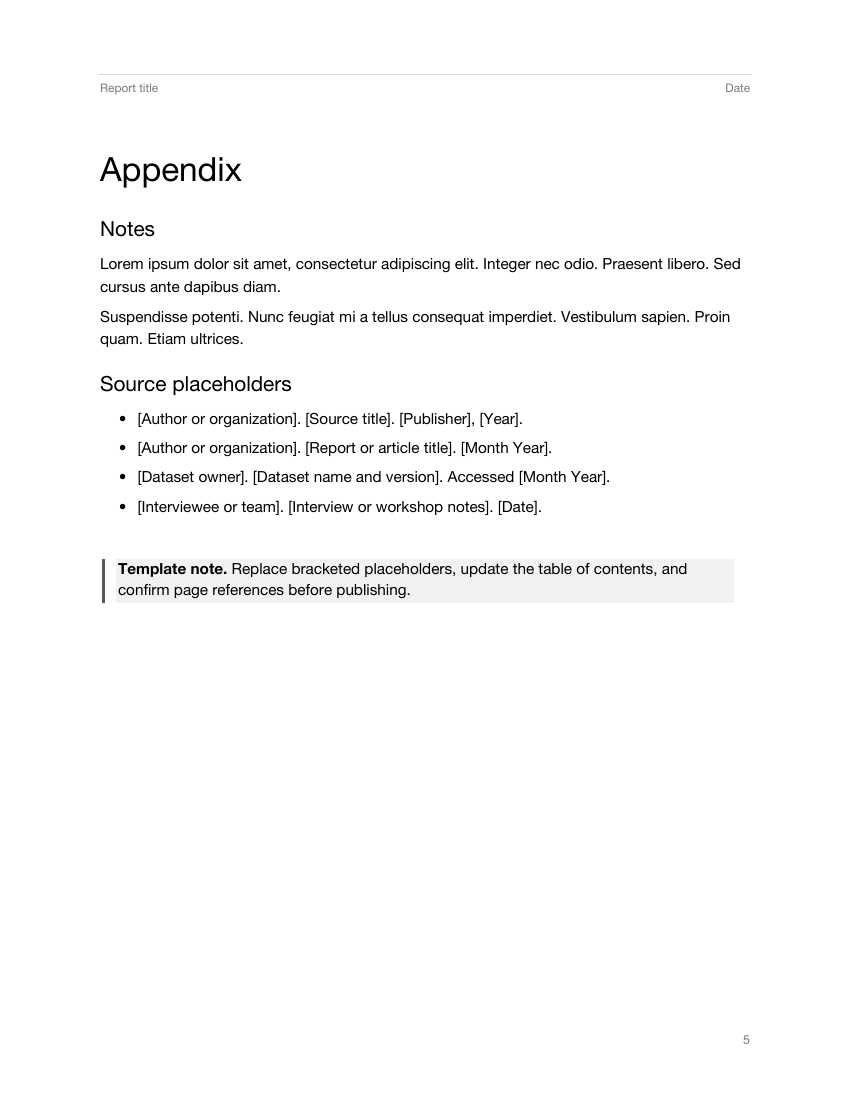 Report title Date
Appendix
Notes
Lorem ipsum dolor sit amet, consectetur adipiscing elit. Integer nec odio. Praesent libero. Sed
cursus ante dapibus diam.
Suspendisse potenti. Nunc feugiat mi a tellus consequat imperdiet. Vestibulum sapien. Proin
quam. Etiam ultrices.
Source placeholders
• [Author or organization]. [Source title]. [Publisher], [Year].
• [Author or organization]. [Report or article title]. [Month Year].
• [Dataset owner]. [Dataset name and version]. Accessed [Month Year].
• [Interviewee or team]. [Interview or workshop notes]. [Date].
Template note. Replace bracketed placeholders, update the table of contents, and
confirm page references before publishing.
5